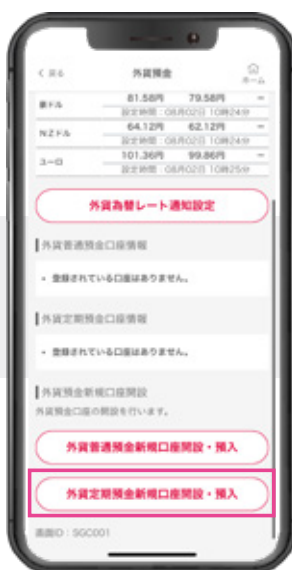 戻る 外貨預金 ホーム
豪ドル 81.58円 79.58円 -
設定時間：08月02日 10時24分
NZドル 64.12円 62.12円 -
設定時間：08月02日 10時24分
ユーロ 101.36円 99.86円 -
設定時間：08月02日 10時25分
外貨為替レート通知設定
外貨普通預金口座情報
・ 登録されている口座はありません。
外貨定期預金口座情報
・ 登録されている口座はありません。
外貨預金新規口座開設
外貨預金口座の開設を行います。
外貨普通預金新規口座開設・預入
外貨定期預金新規口座開設・預入
画面ID：SGC001